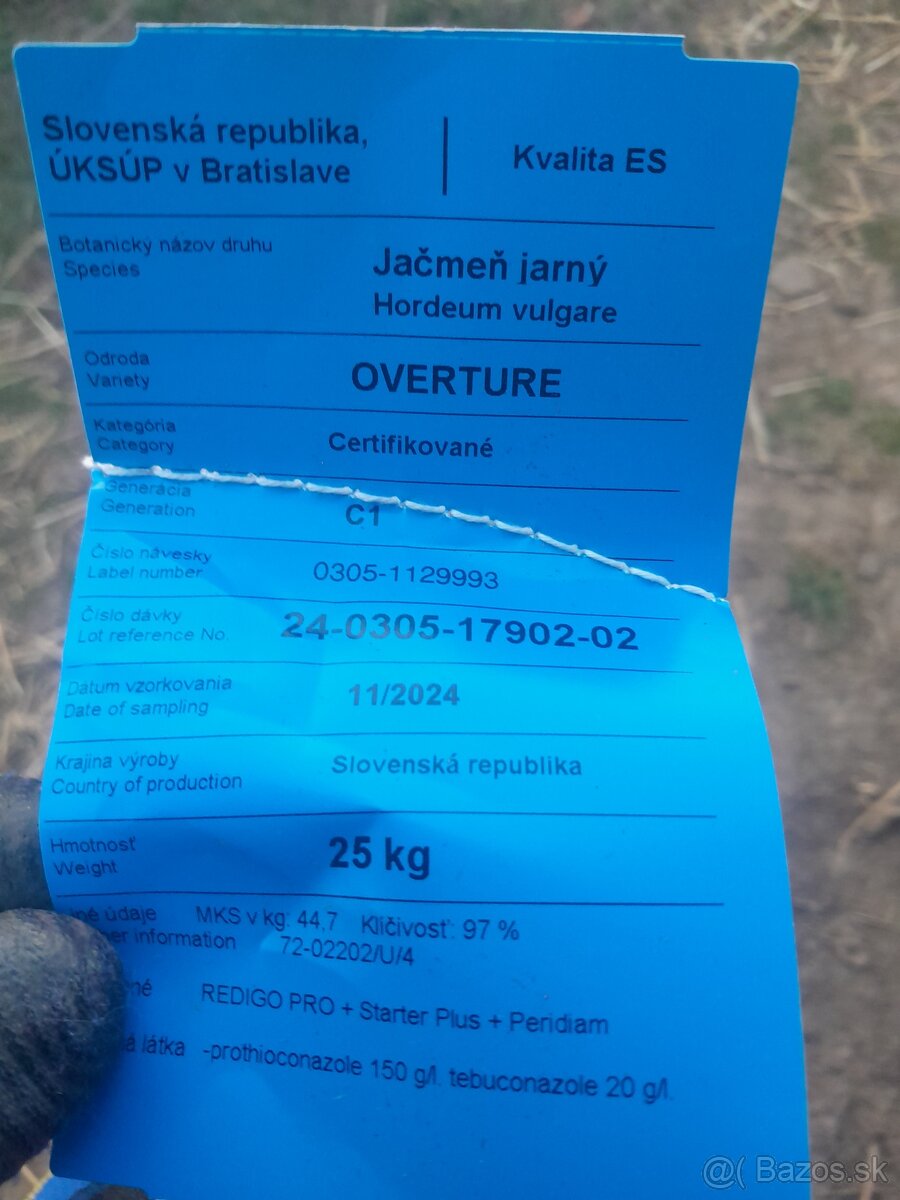 Slovenská republika,
ÚKSÚP v Bratislave
Kvalita ES
Botanický názov druhu
Species
Jačmeň jarný
Hordeum vulgare
Odroda
Variety
OVERTURE
Kategória
Category
Certifikované
Generácia
Generation
C1
Číslo návesky
Label number
0305-1129993
Číslo dávky
Lot reference No.
24-0305-17902-02
Dátum vzorkovania
Date of sampling
11/2024
Krajina výroby
Country of production
Slovenská republika
Hmotnosť
Weight
25 kg
údaje MKS v kg: 44,7 Klíčivosť: 97 %
information 72-02202/U/4
REDIGO PRO + Starter Plus + Peridiam
látka -prothioconazole 150 g/l. tebuconazole 20 g/l.
@( Bazos.sk